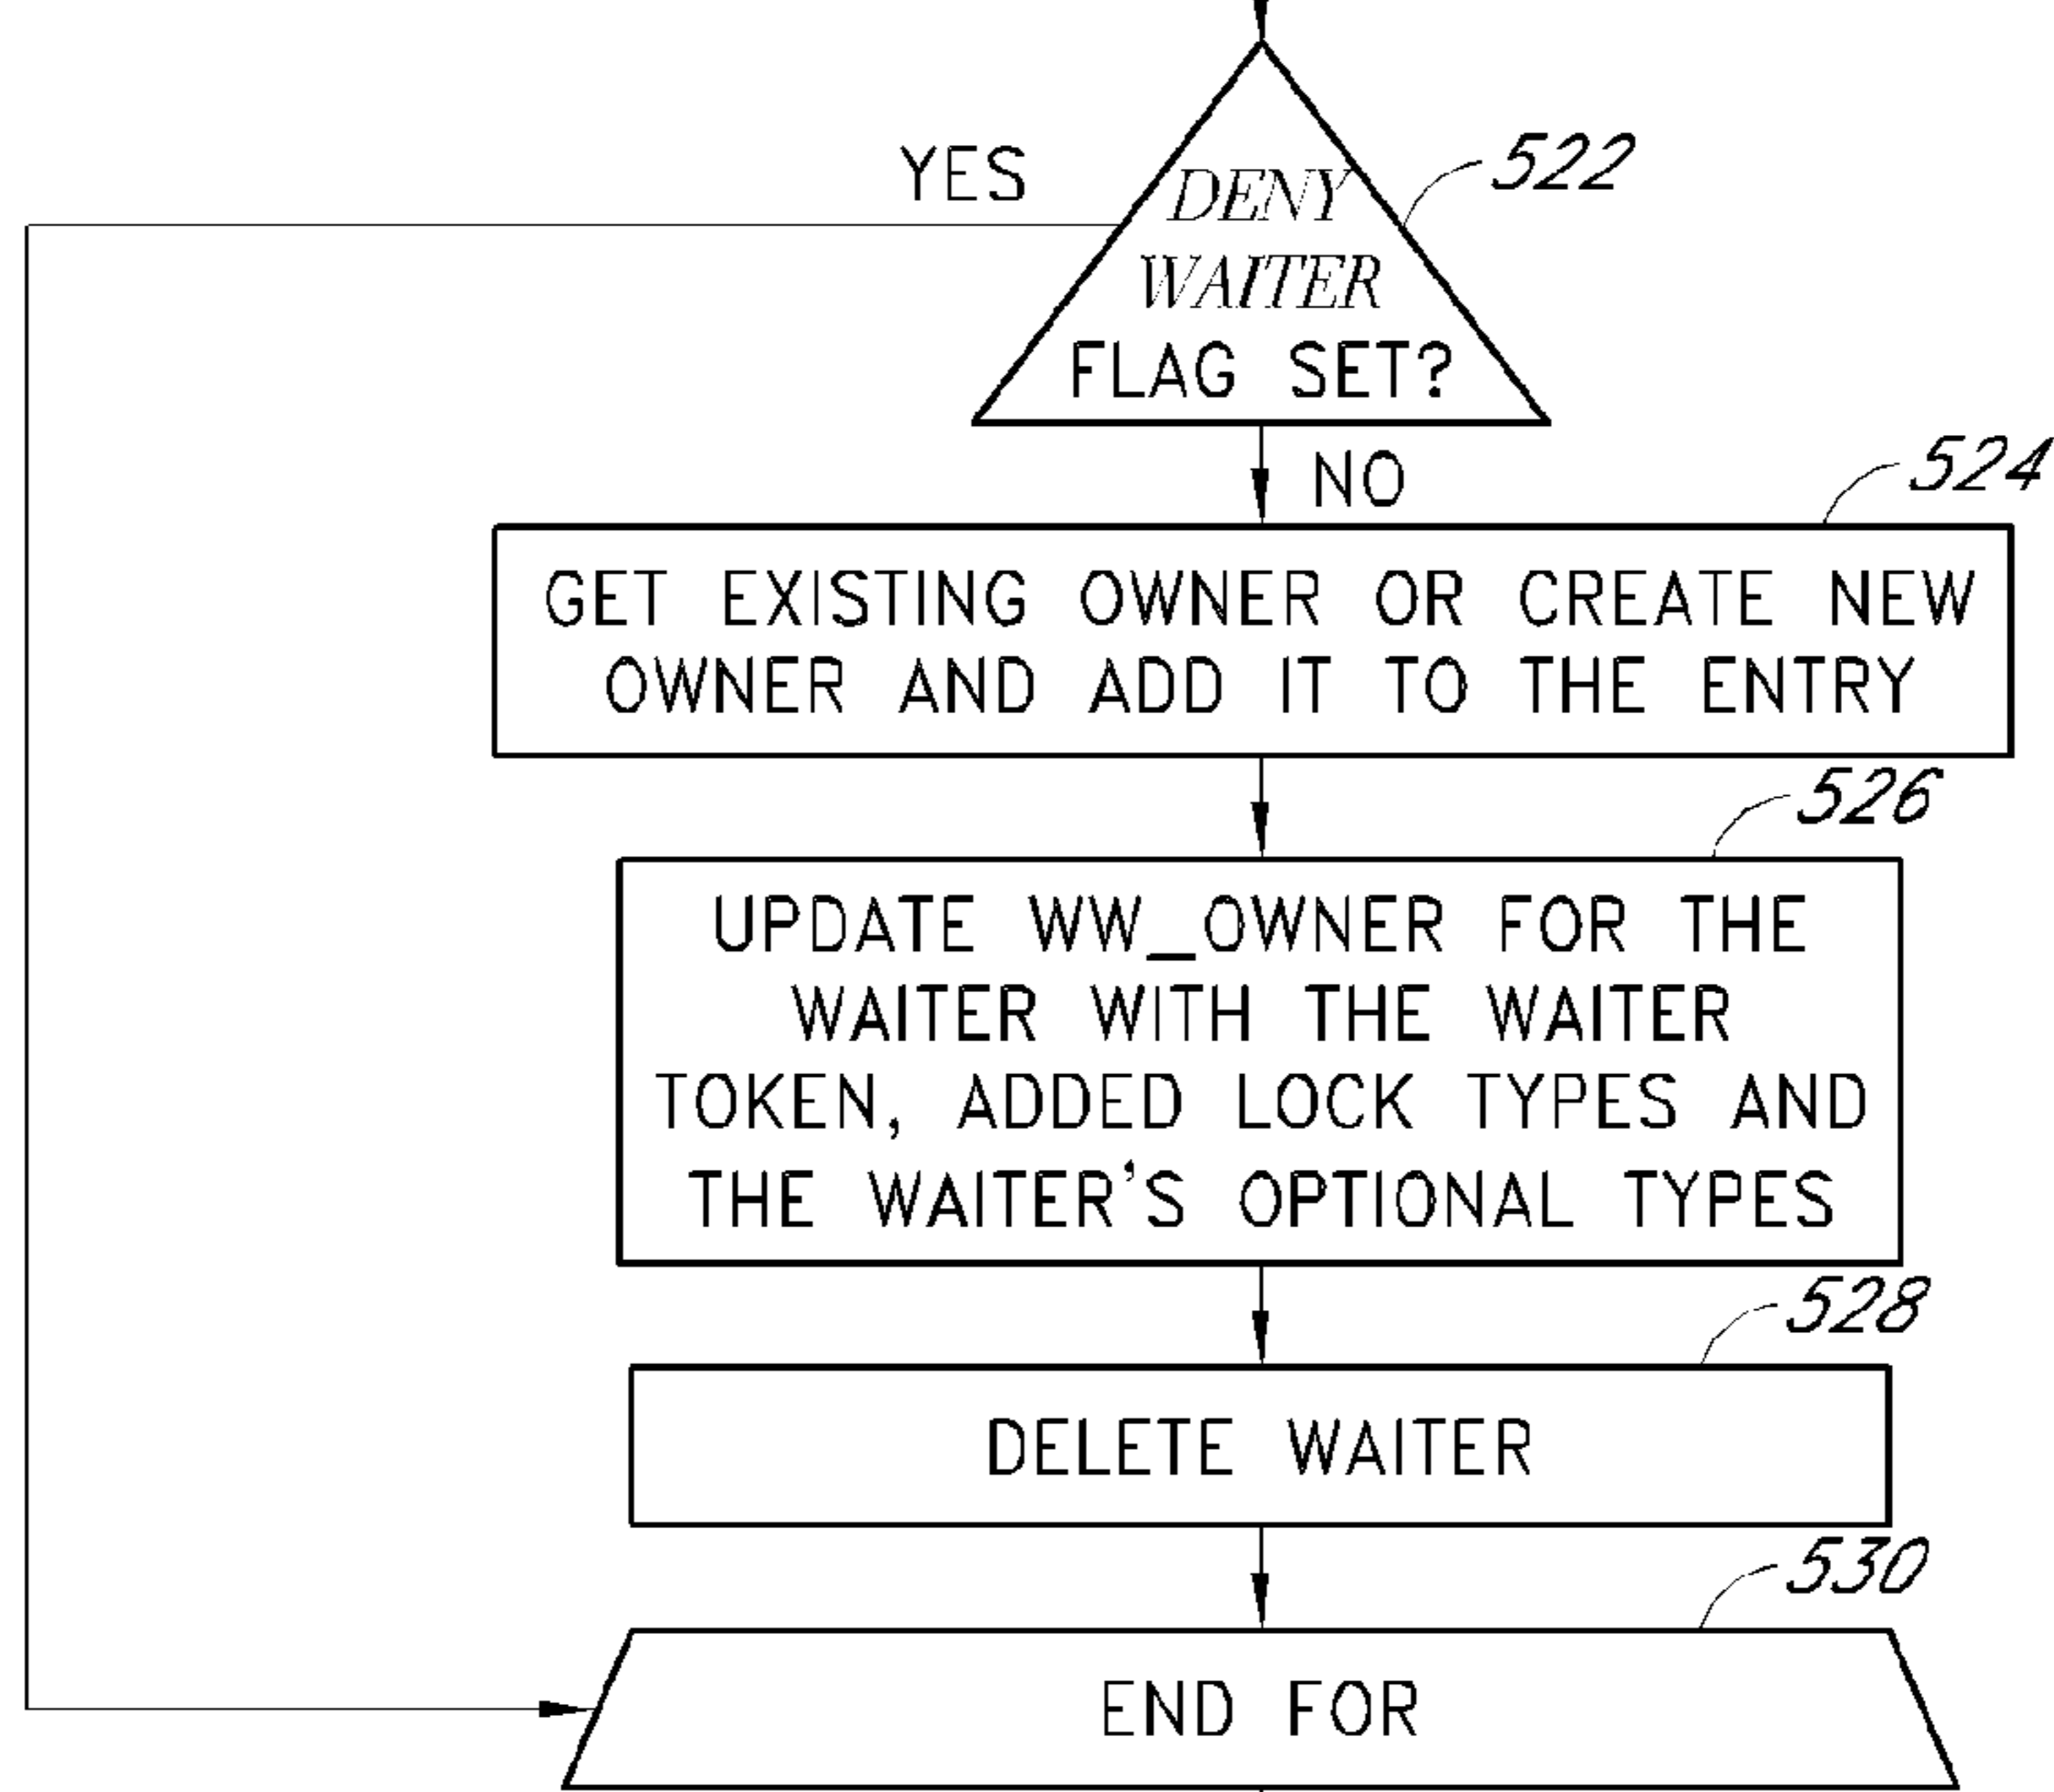 YES
DENY
WAITER
FLAG SET?
522
NO
524
GET EXISTING OWNER OR CREATE NEW
OWNER AND ADD IT TO THE ENTRY
526
UPDATE WW_OWNER FOR THE
WAITER WITH THE WAITER
TOKEN, ADDED LOCK TYPES AND
THE WAITER'S OPTIONAL TYPES
528
DELETE WAITER
530
END FOR